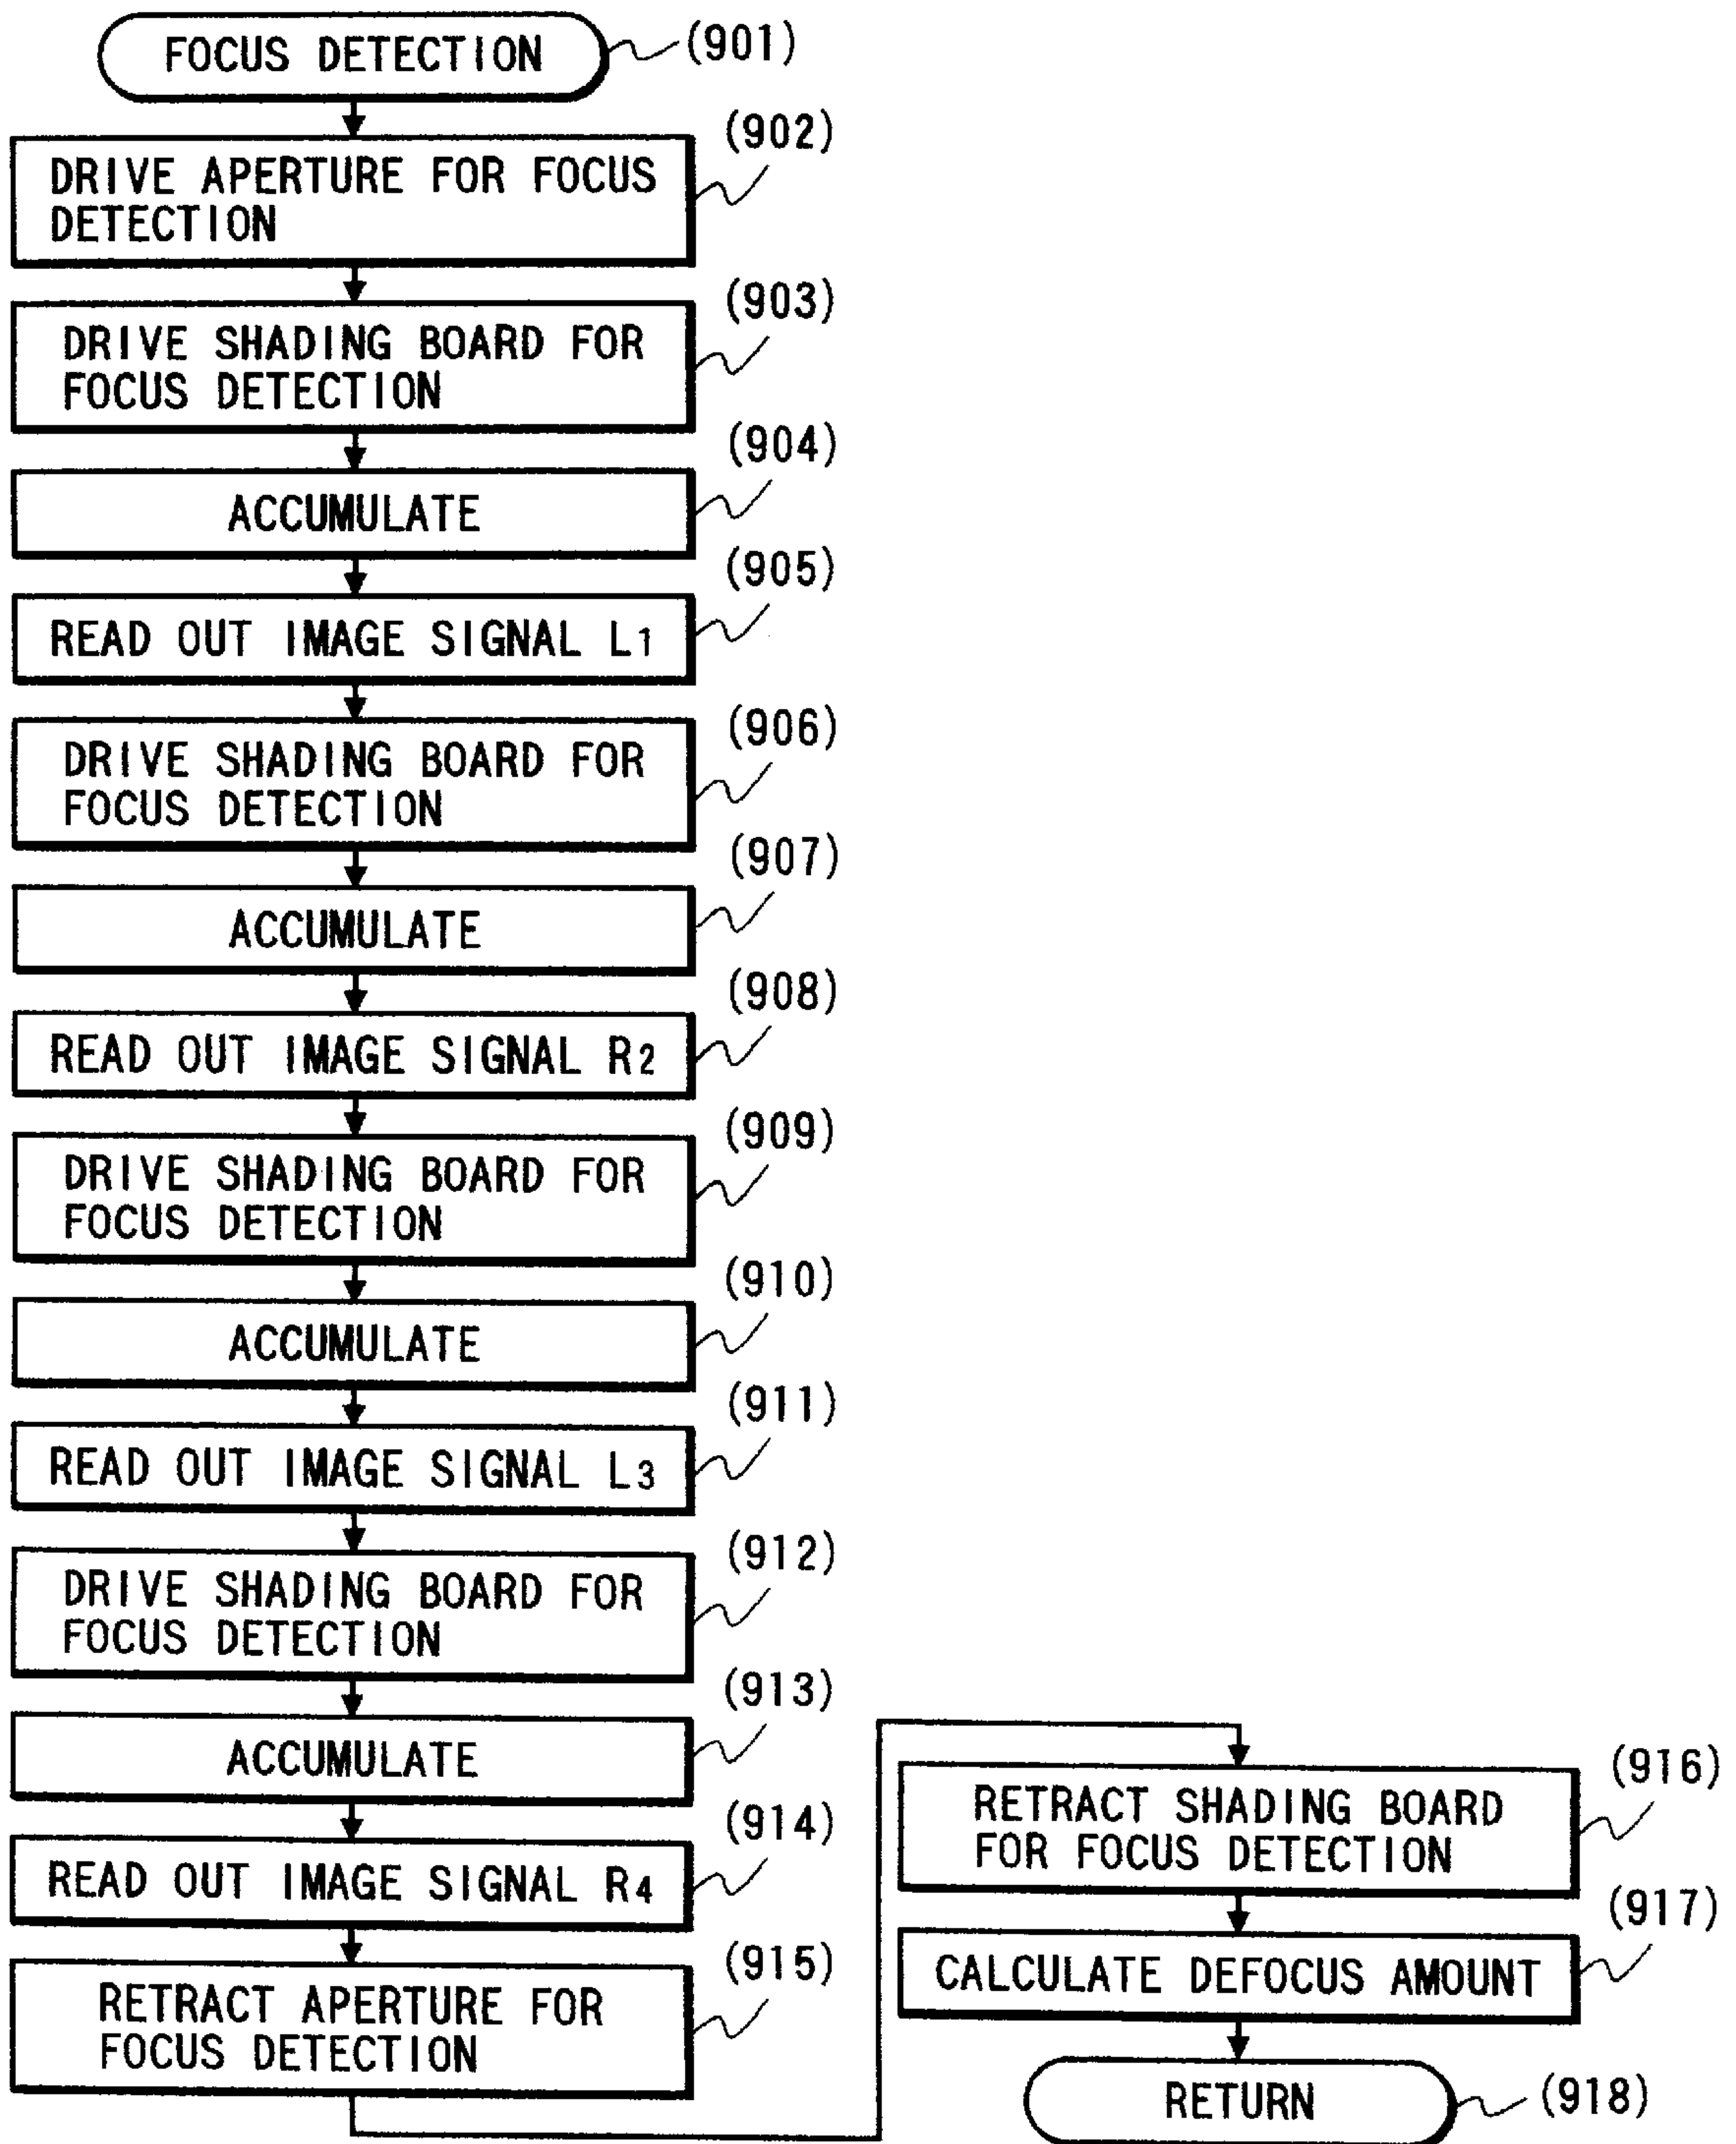 FOCUS DETECTION
(901)
DRIVE APERTURE FOR FOCUS
DETECTION
(902)
DRIVE SHADING BOARD FOR
FOCUS DETECTION
(903)
ACCUMULATE
(904)
READ OUT IMAGE SIGNAL L1
(905)
DRIVE SHADING BOARD FOR
FOCUS DETECTION
(906)
ACCUMULATE
(907)
READ OUT IMAGE SIGNAL R2
(908)
DRIVE SHADING BOARD FOR
FOCUS DETECTION
(909)
ACCUMULATE
(910)
READ OUT IMAGE SIGNAL L3
(911)
DRIVE SHADING BOARD FOR
FOCUS DETECTION
(912)
ACCUMULATE
(913)
READ OUT IMAGE SIGNAL R4
(914)
RETRACT APERTURE FOR
FOCUS DETECTION
(915)
RETRACT SHADING BOARD
FOR FOCUS DETECTION
(916)
CALCULATE DEFOCUS AMOUNT
(917)
RETURN
(918)